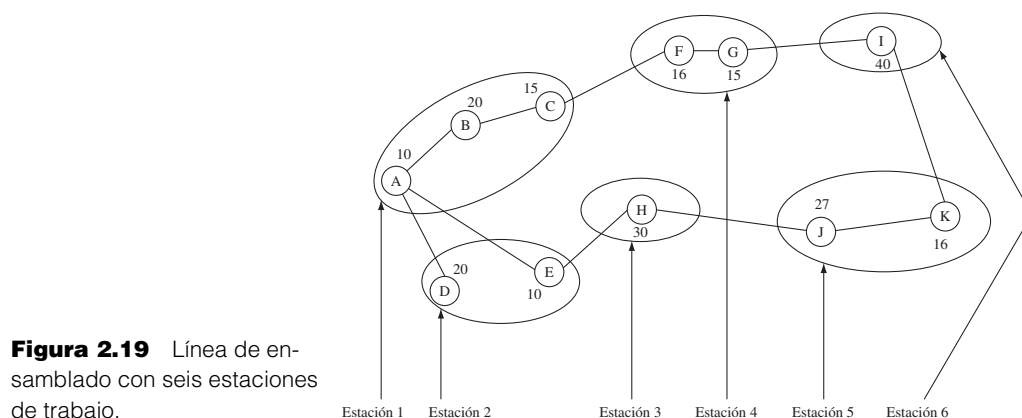 F
G
I
16
15
40
20
15
B
C
10
A
H
30
27
J
K
16
20
D
E
10
Figura 2.19 Línea de en-
samblado con seis estaciones
de trabajo.
Estación 1 Estación 2 Estación 3 Estación 4 Estación 5 Estación 6